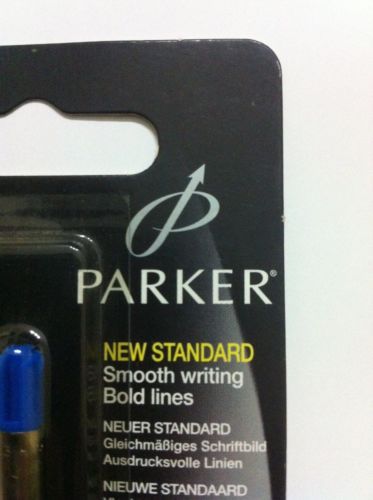 PARKER®
NEW STANDARD
Smooth writing
Bold lines
NEUER STANDARD
Gleichmäßiges Schriftbild
Ausdrucksvolle Linien
NIEUWE STANDAARD